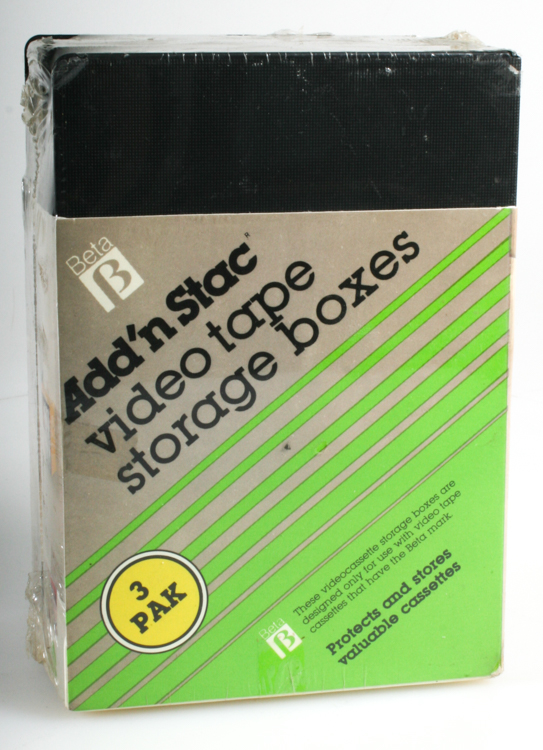 Beta
B
Add'n Stac
video tape
storage boxes
3
PAK
These videocassette storage boxes are
designed only for use with video tape
cassettes that have the Beta mark.
Beta
B
Protects and stores
valuable cassettes